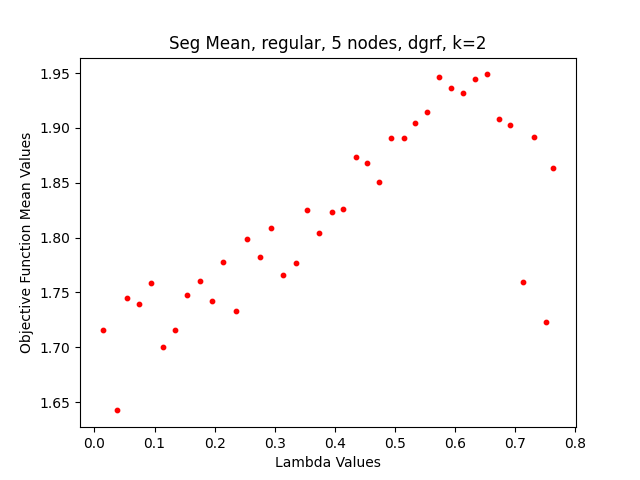 Seg Mean, regular, 5 nodes, dgrf, k=2
Objective Function Mean Values
1.95
1.90
1.85
1.80
1.75
1.70
1.65
0.0 0.1 0.2 0.3 0.4 0.5 0.6 0.7 0.8
Lambda Values